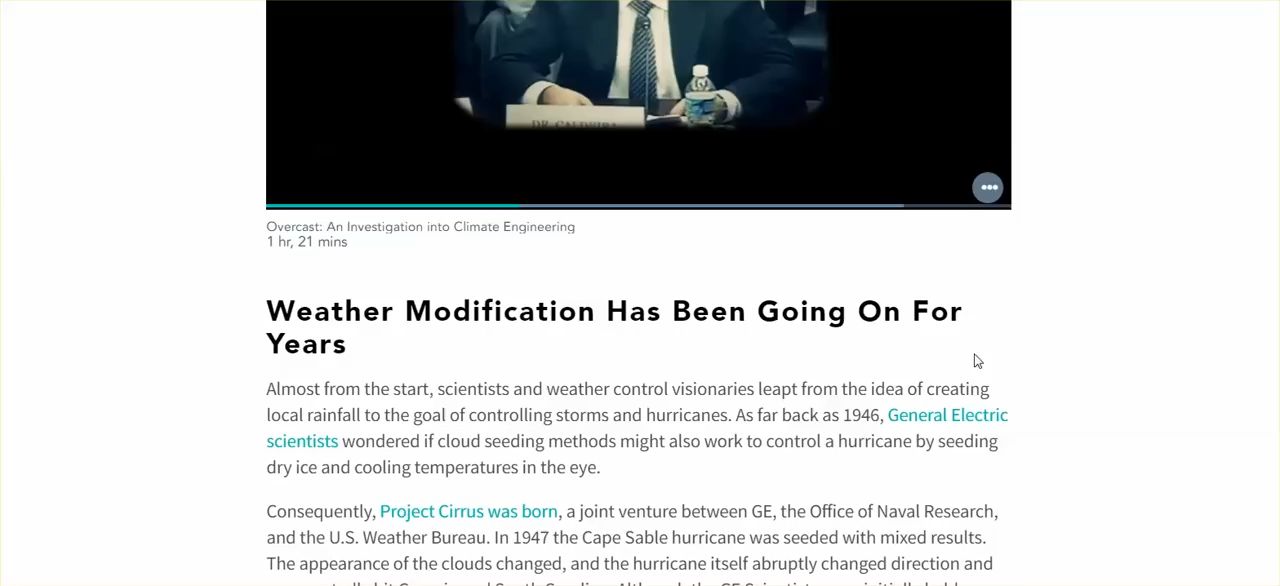 DR. CALDEIRA
Overcast: An Investigation into Climate Engineering
1 hr, 21 mins
Weather Modification Has Been Going On For
Years
Almost from the start, scientists and weather control visionaries leapt from the idea of creating
local rainfall to the goal of controlling storms and hurricanes. As far back as 1946, General Electric
scientists wondered if cloud seeding methods might also work to control a hurricane by seeding
dry ice and cooling temperatures in the eye.
Consequently, Project Cirrus was born, a joint venture between GE, the Office of Naval Research,
and the U.S. Weather Bureau. In 1947 the Cape Sable hurricane was seeded with mixed results.
The appearance of the clouds changed, and the hurricane itself abruptly changed direction and